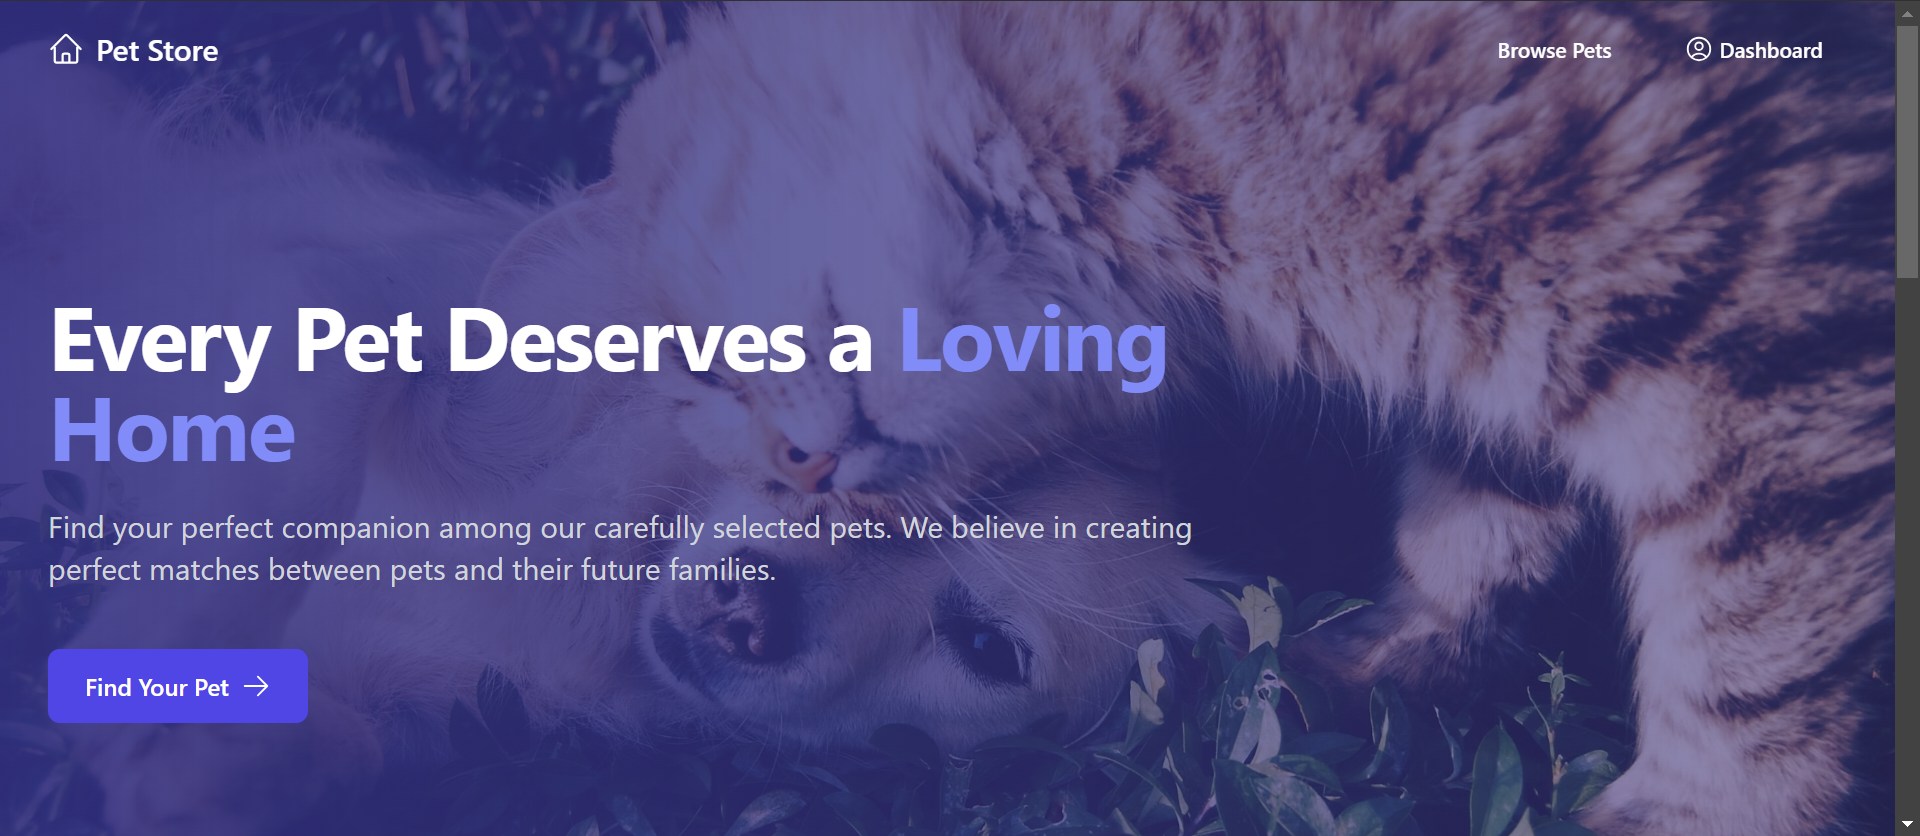 Pet Store
Browse Pets
Dashboard
Every Pet Deserves a Loving
Home
Find your perfect companion among our carefully selected pets. We believe in creating
perfect matches between pets and their future families.
Find Your Pet